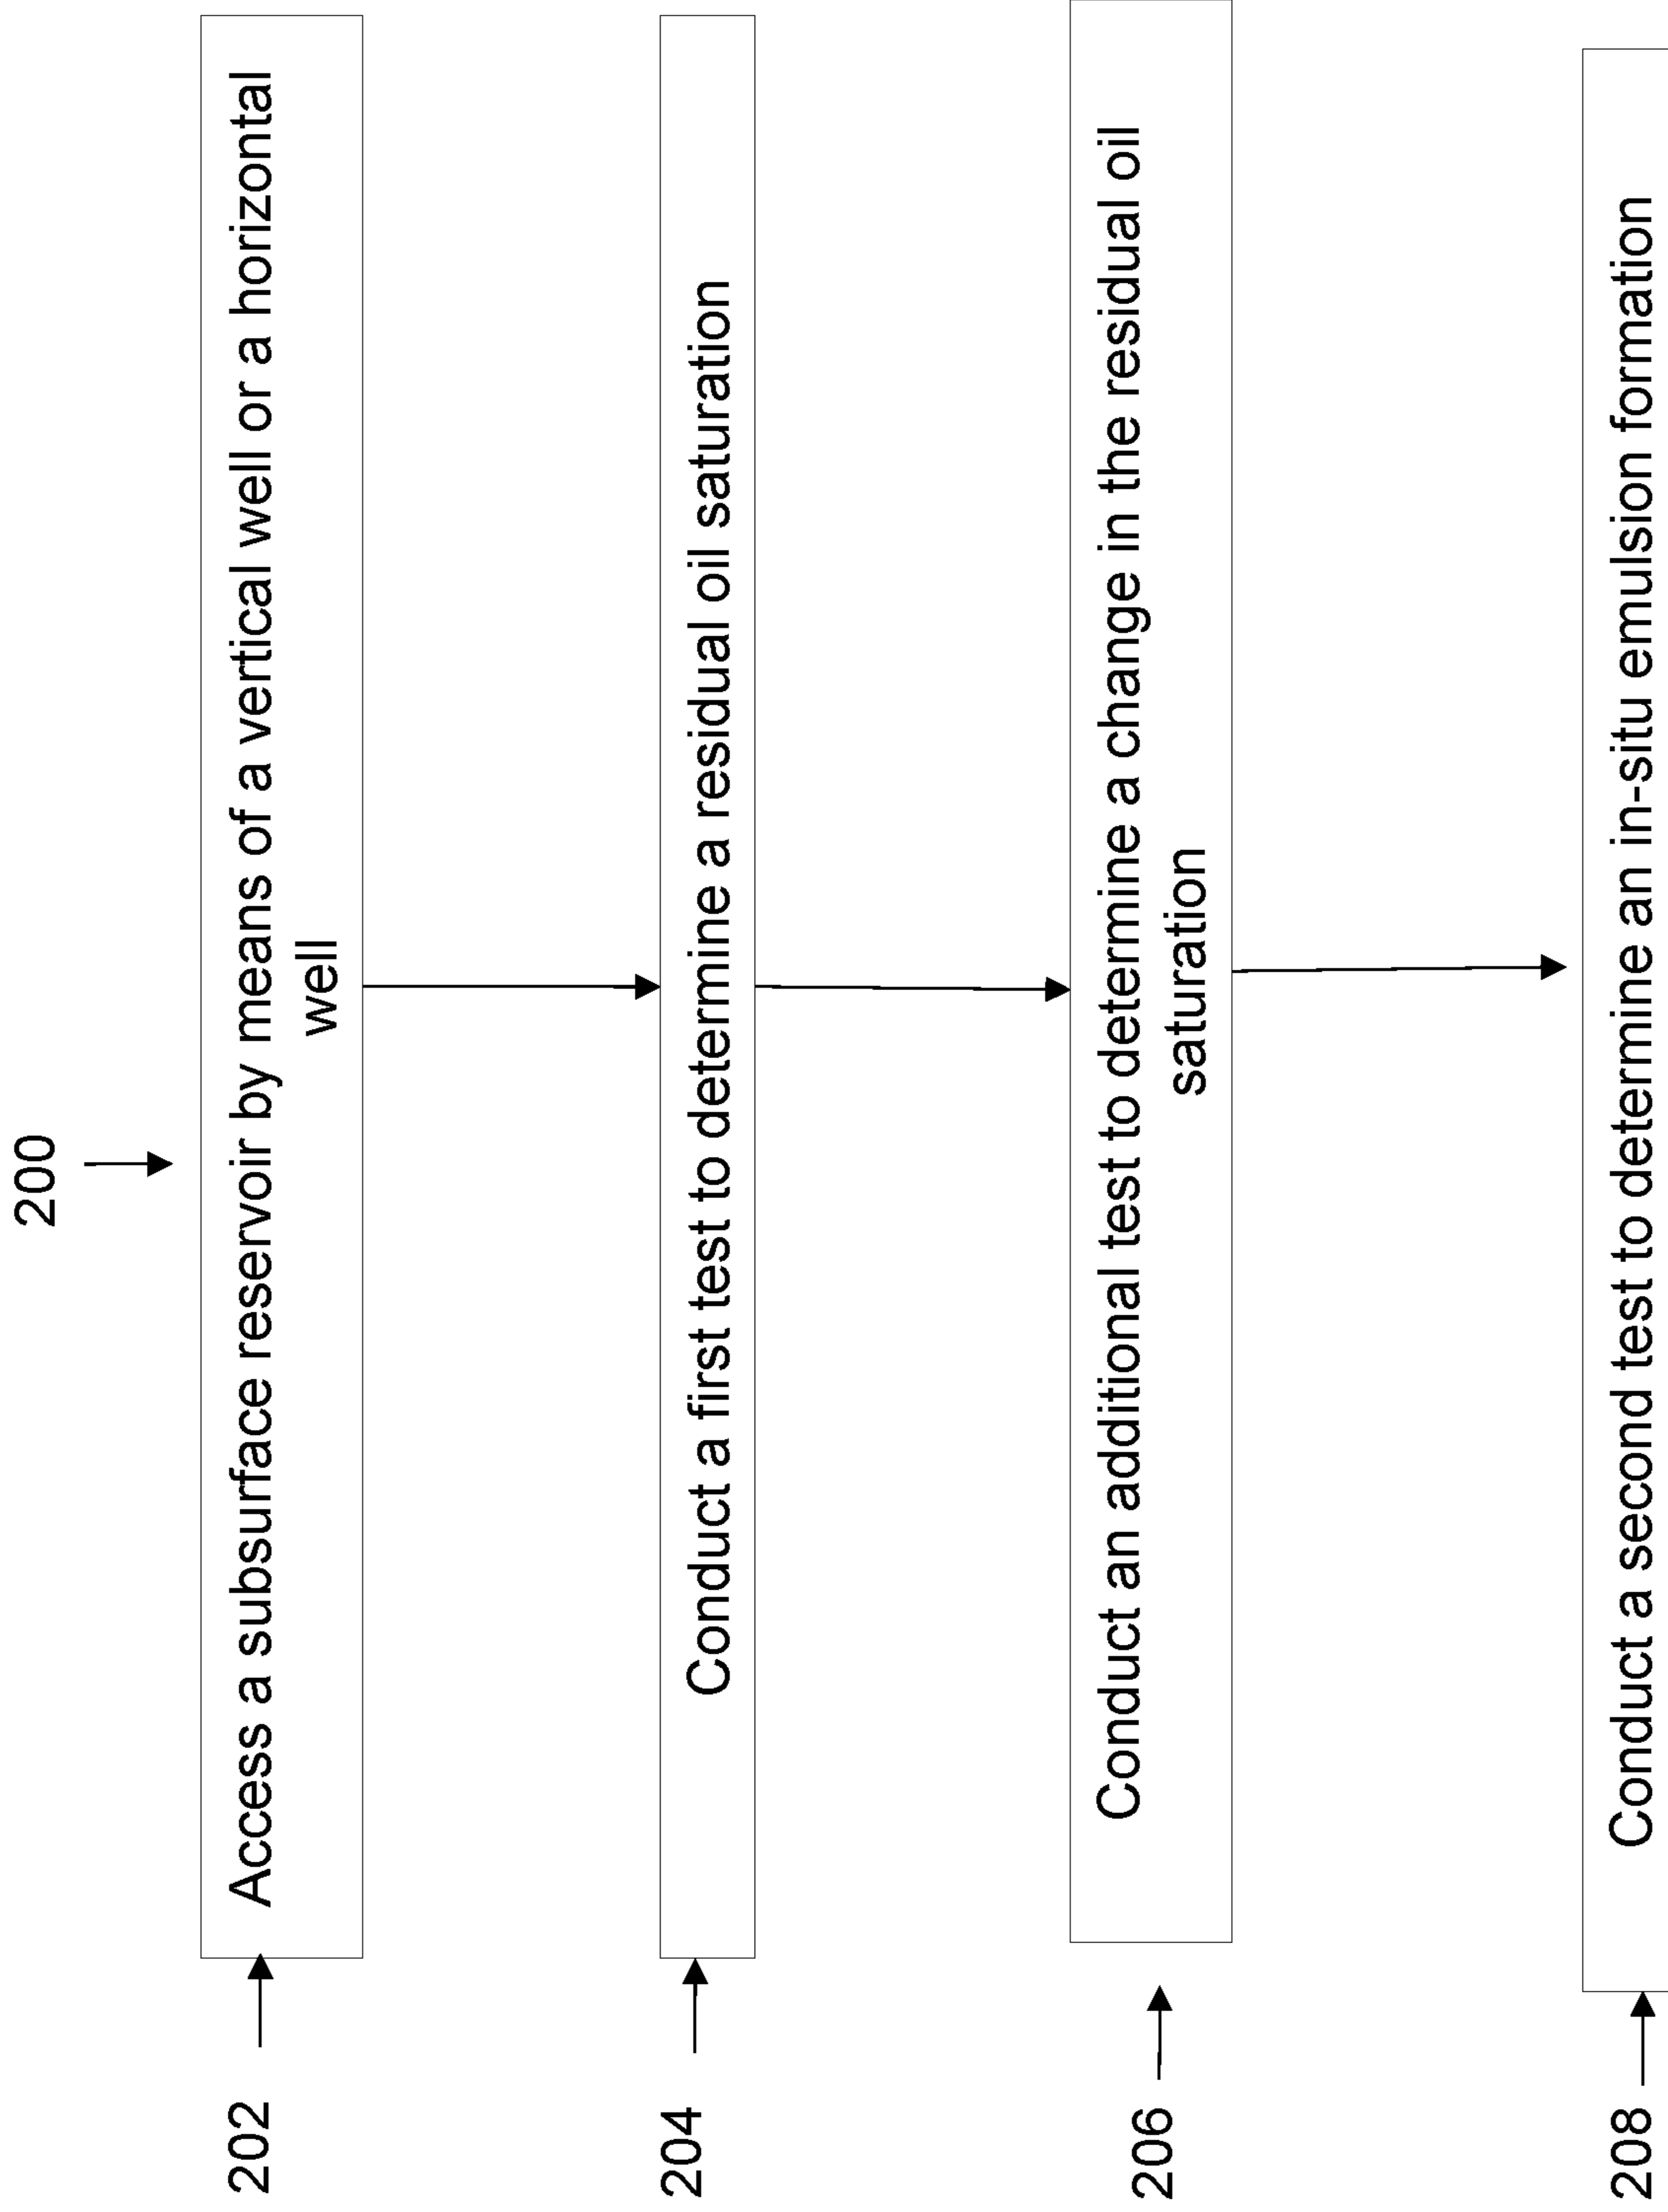 200
202
Access a subsurface reservoir by means of a vertical well or a horizontal
well
204
Conduct a first test to determine a residual oil saturation
206
Conduct an additional test to determine a change in the residual oil
saturation
208
Conduct a second test to determine an in-situ emulsion formation